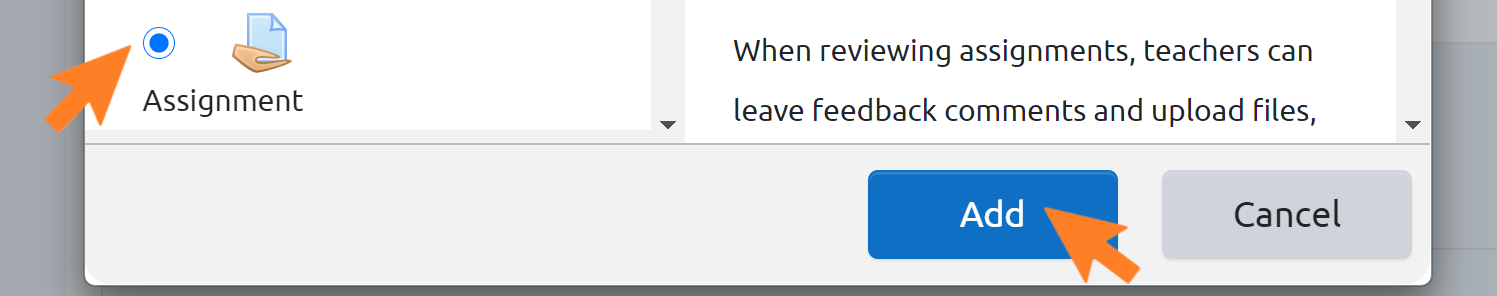 Assignment
When reviewing assignments, teachers can
leave feedback comments and upload files,
Add
Cancel